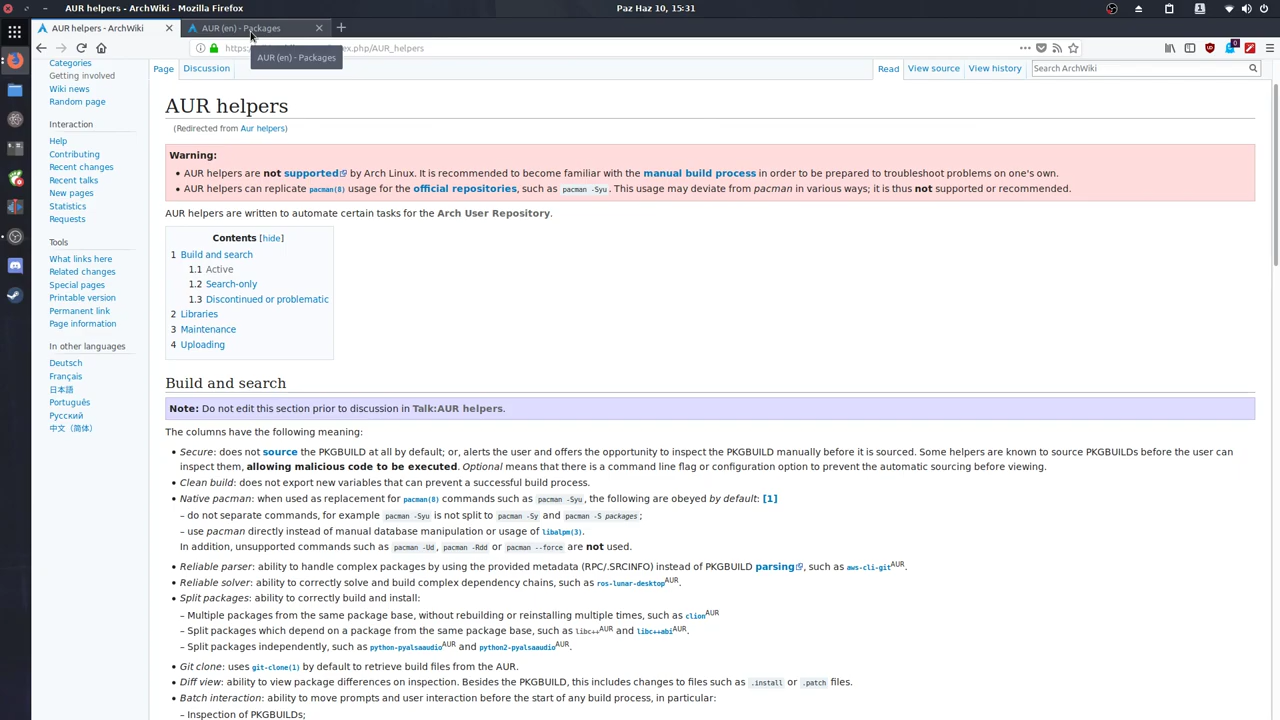 AUR helpers - ArchWiki - Mozilla Firefox
Paz Haz 10, 15:31
AUR helpers - ArchWiki
AUR (en) - Packages
https:
ex.php/AUR_helpers
AUR (en) - Packages
Categories
Getting involved
Wiki news
Random page
Interaction
Help
Contributing
Recent changes
Recent talks
New pages
Statistics
Requests
Tools
What links here
Related changes
Special pages
Printable version
Permanent link
Page information
In other languages
Deutsch
Français
日本語
Português
Русский
中文（简体）
Page Discussion
Read View source View history Search ArchWiki
AUR helpers
(Redirected from Aur helpers)
Warning:
• AUR helpers are not supported by Arch Linux. It is recommended to become familiar with the manual build process in order to be prepared to troubleshoot problems on one's own.
• AUR helpers can replicate pacman(8) usage for the official repositories, such as pacman -Syu. This usage may deviate from pacman in various ways; it is thus not supported or recommended.
AUR helpers are written to automate certain tasks for the Arch User Repository.
Contents [hide]
1 Build and search
1.1 Active
1.2 Search-only
1.3 Discontinued or problematic
2 Libraries
3 Maintenance
4 Uploading
Build and search
Note: Do not edit this section prior to discussion in Talk:AUR helpers.
The columns have the following meaning:
• Secure: does not source the PKGBUILD at all by default; or, alerts the user and offers the opportunity to inspect the PKGBUILD manually before it is sourced. Some helpers are known to source PKGBUILDs before the user can
inspect them, allowing malicious code to be executed. Optional means that there is a command line flag or configuration option to prevent the automatic sourcing before viewing.
• Clean build: does not export new variables that can prevent a successful build process.
• Native pacman: when used as replacement for pacman(8) commands such as pacman -Syu, the following are obeyed by default: [1]
– do not separate commands, for example pacman -Syu is not split to pacman -Sy and pacman -S packages;
– use pacman directly instead of manual database manipulation or usage of libalpm(3).
In addition, unsupported commands such as pacman -Ud, pacman -Rdd or pacman --force are not used.
• Reliable parser: ability to handle complex packages by using the provided metadata (RPC/.SRCINFO) instead of PKGBUILD parsing, such as aws-cli-gitAUR.
• Reliable solver: ability to correctly solve and build complex dependency chains, such as ros-lunar-desktopAUR.
• Split packages: ability to correctly build and install:
– Multiple packages from the same package base, without rebuilding or reinstalling multiple times, such as clionAUR
– Split packages which depend on a package from the same package base, such as libc++AUR and libc++abiAUR.
– Split packages independently, such as python-pyalsaaudioAUR and python2-pyalsaaudioAUR.
• Git clone: uses git-clone(1) by default to retrieve build files from the AUR.
• Diff view: ability to view package differences on inspection. Besides the PKGBUILD, this includes changes to files such as .install or .patch files.
• Batch interaction: ability to move prompts and user interaction before the start of any build process, in particular:
– Inspection of PKGBUILDs;